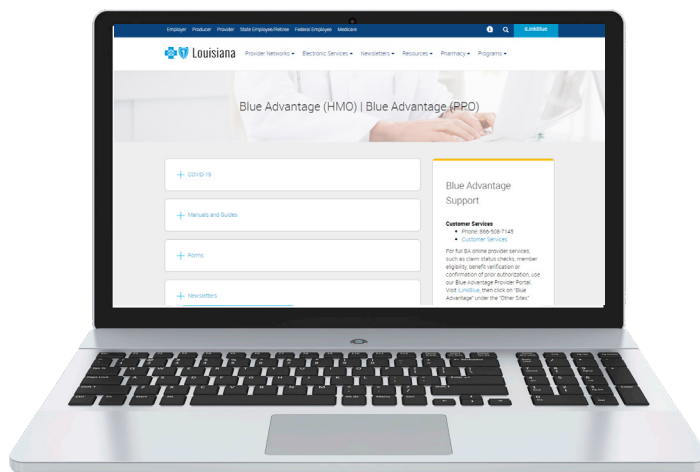 Employer Producer Provider State Employee/Retiree Federal Employee Medicare iLinkBlue
Louisiana Provider Networks Electronic Services Newsletters Resources Pharmacy Programs
Blue Advantage (HMO) | Blue Advantage (PPO)
COVID-19
Manuals and Guides
Forms
Newsletters
Blue Advantage
Support
Customer Services
• Phone: 866-508-7145
• Customer Services
For full BA online provider services,
such as claim status checks, member
eligibility, benefit verification or
confirmation of prior authorization, use
our Blue Advantage Provider Portal.
Visit iLinkBlue, then click on "Blue
Advantage" under the "Other Sites"